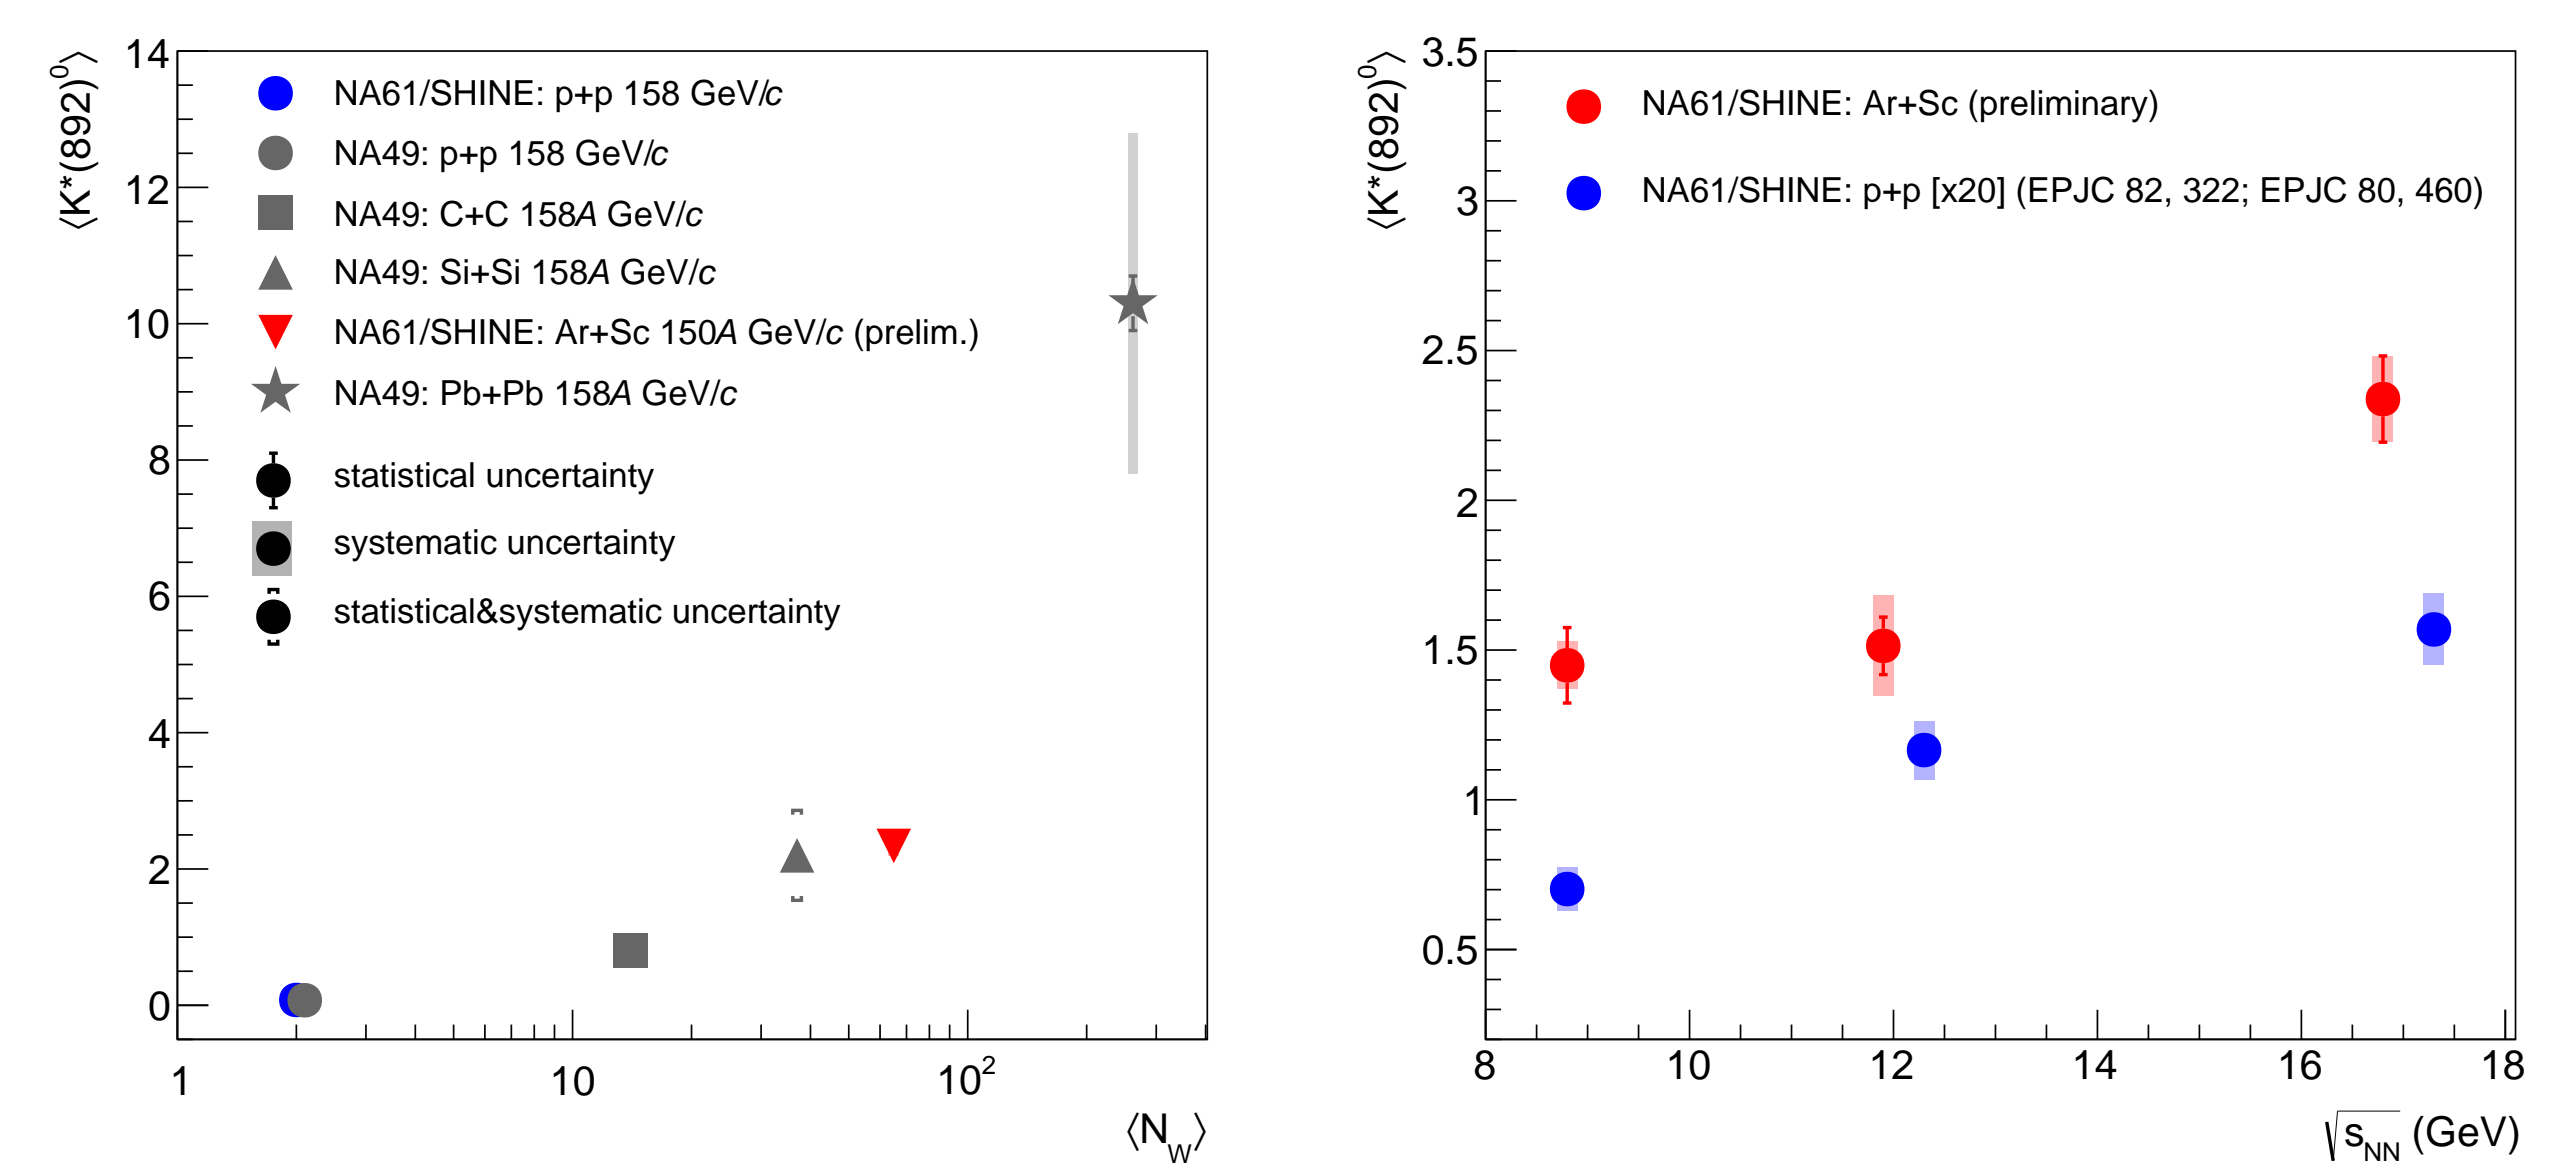 ⟨K*(892)⁰⟩
14
12
10
8
6
4
2
0
NA61/SHINE: p+p 158 GeV/c
NA49: p+p 158 GeV/c
NA49: C+C 158A GeV/c
NA49: Si+Si 158A GeV/c
NA61/SHINE: Ar+Sc 150A GeV/c (prelim.)
NA49: Pb+Pb 158A GeV/c
statistical uncertainty
systematic uncertainty
statistical&systematic uncertainty
1 10 10²
⟨N_W⟩
⟨K*(892)⁰⟩
3.5
3
2.5
2
1.5
1
0.5
NA61/SHINE: Ar+Sc (preliminary)
NA61/SHINE: p+p [x20] (EPJC 82, 322; EPJC 80, 460)
8 10 12 14 16 18
√s_NN (GeV)